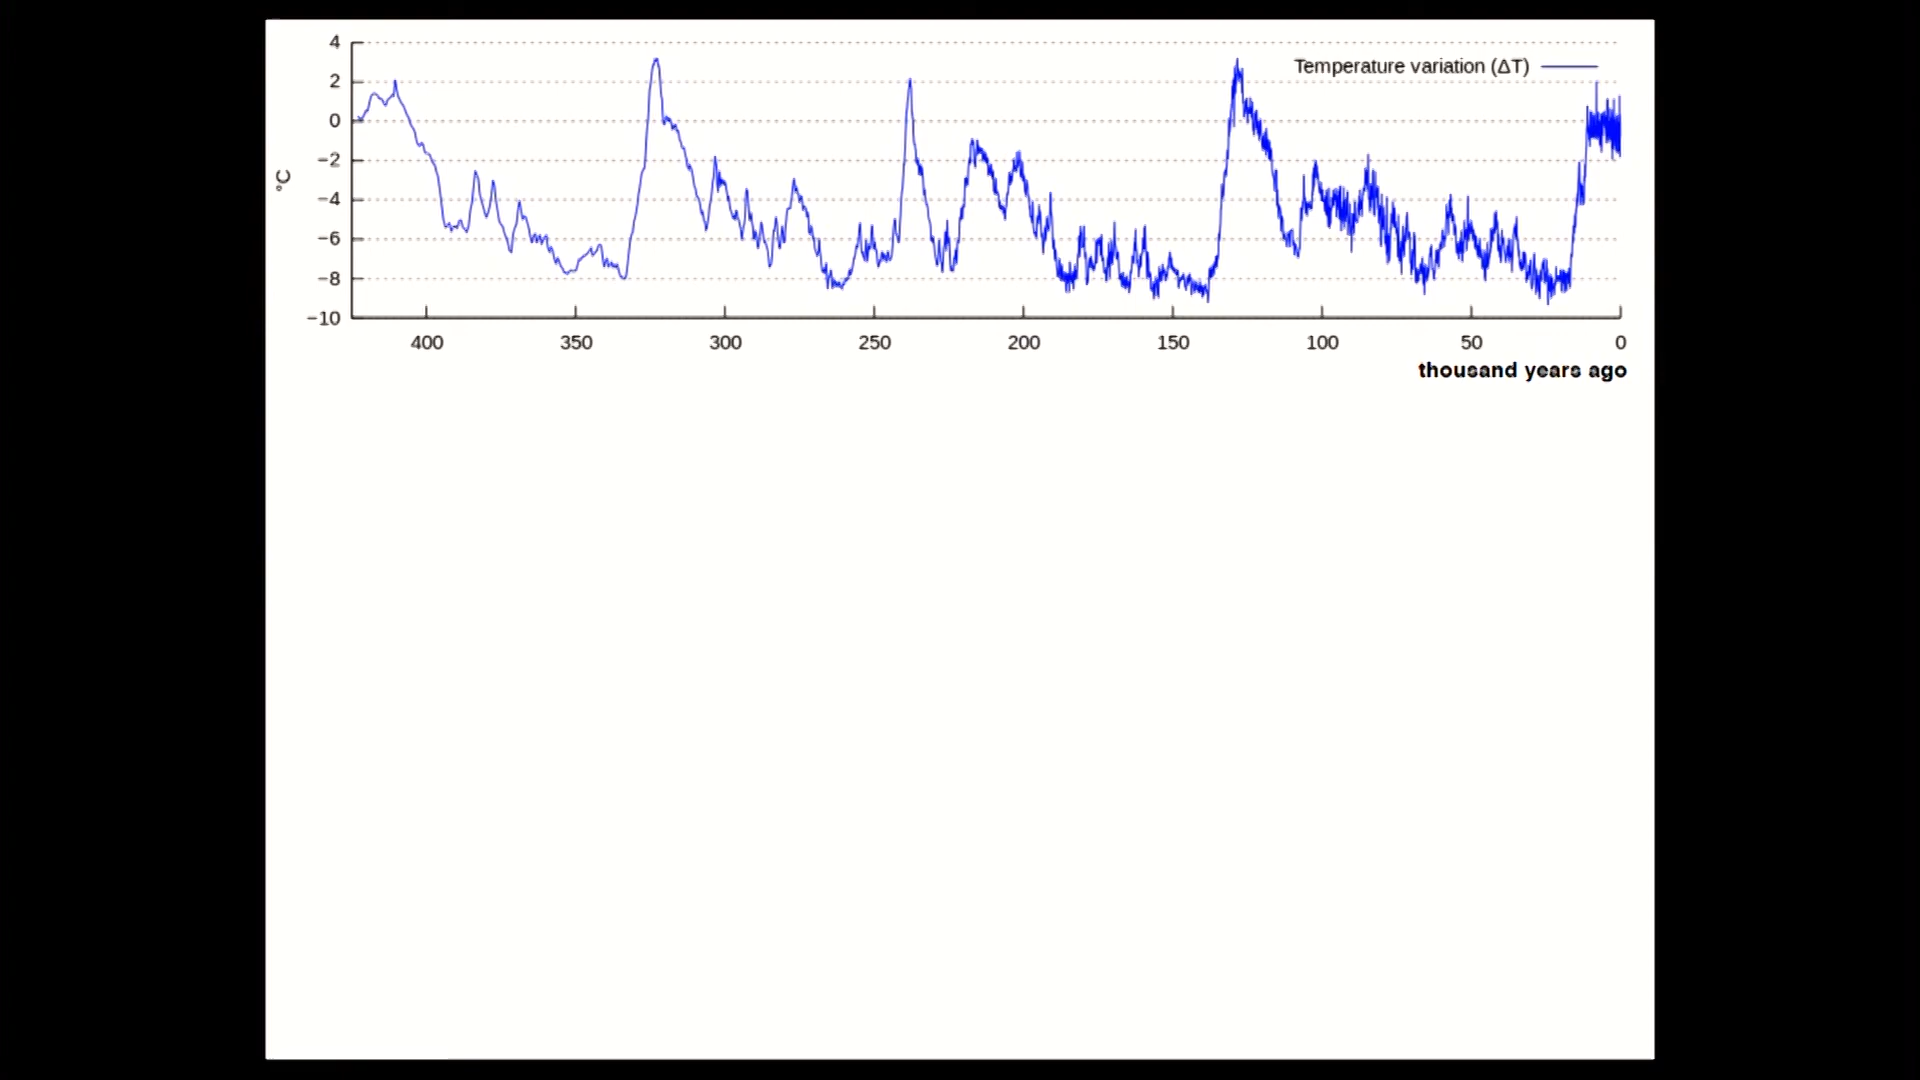 4
2
0
−2
−4
−6
−8
−10
°C
Temperature variation (ΔT)
400 350 300 250 200 150 100 50 0
thousand years ago